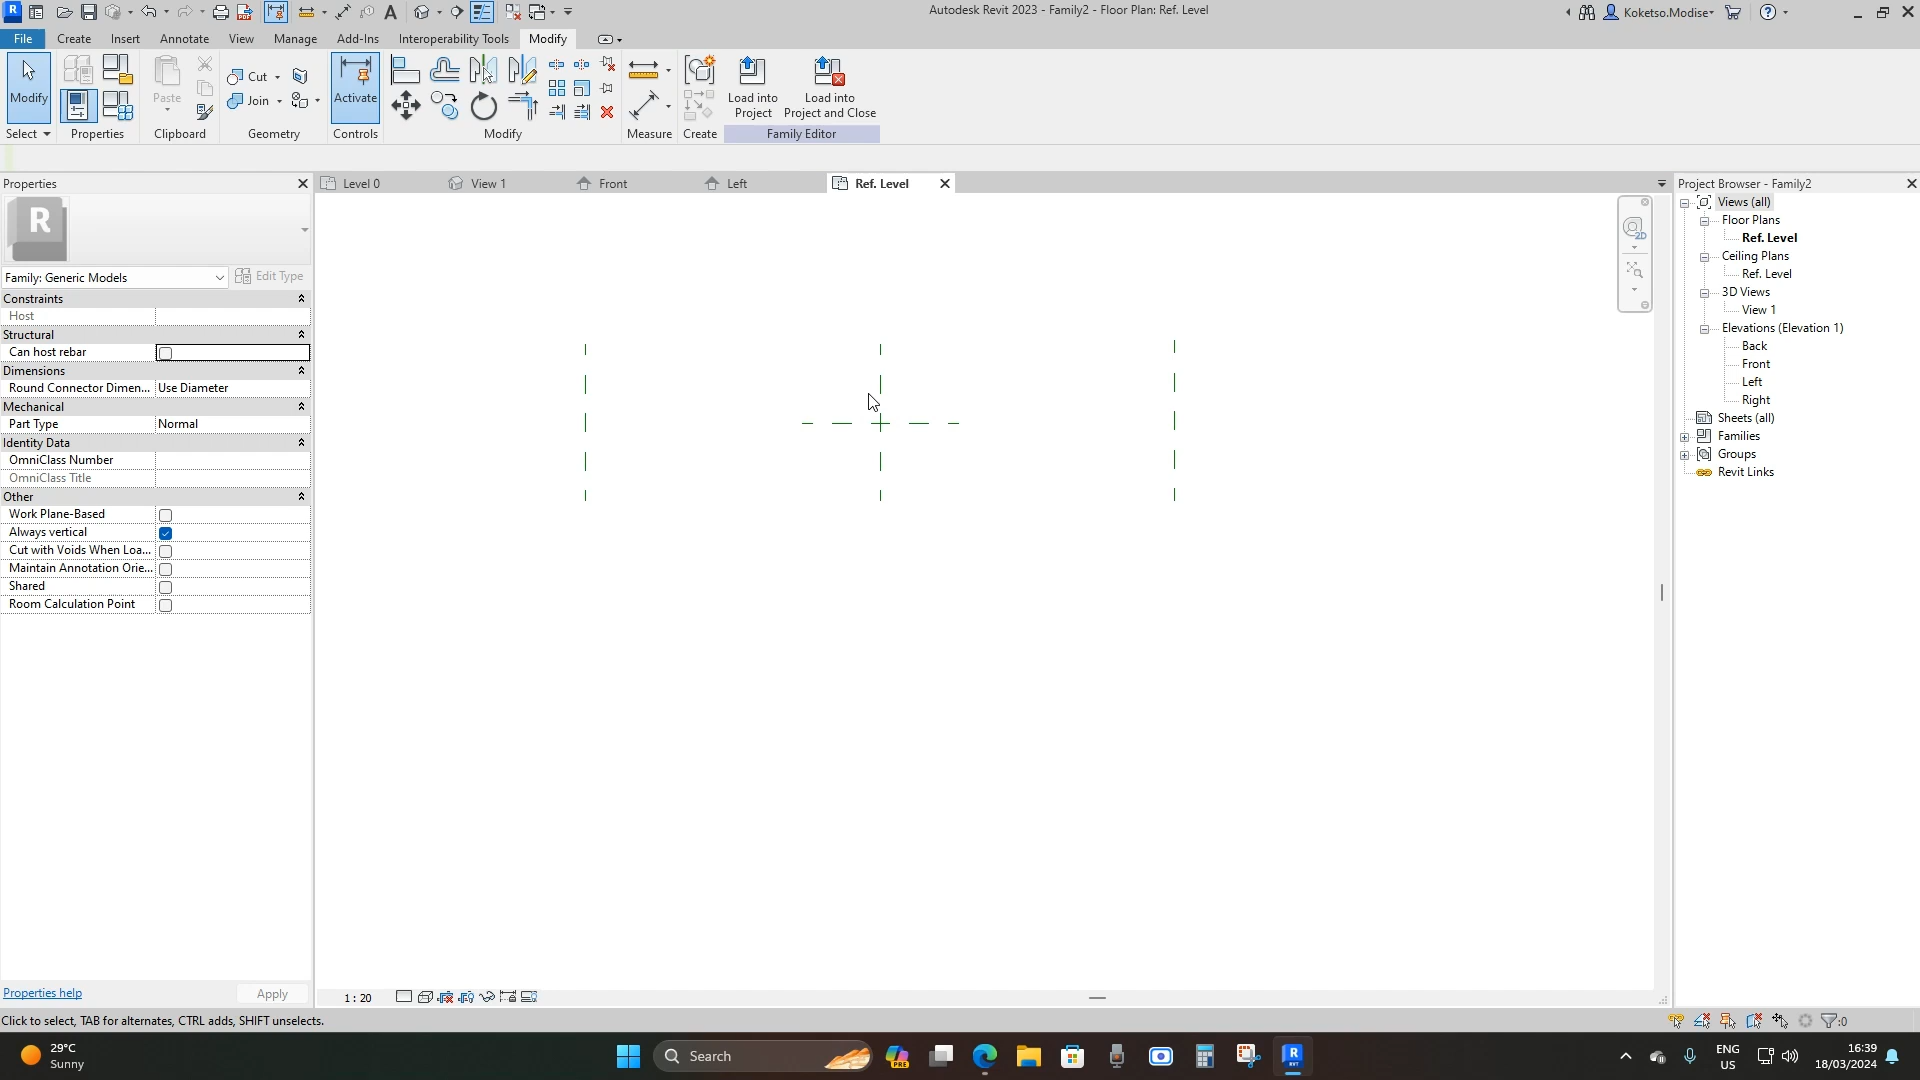 Autodesk Revit 2023 - Family2 - Floor Plan: Ref. Level
Koketso.Modise
File Create Insert Annotate View Manage Add-Ins Interoperability Tools Modify
Modify
Paste
Cut
Join
Activate
Load into Project
Load into Project and Close
Select Properties Clipboard Geometry Controls Modify Measure Create Family Editor
Properties
Level 0 View 1 Front Left Ref. Level
R
Family: Generic Models Edit Type
Constraints
Host
Structural
Can host rebar
Dimensions
Round Connector Dimen... Use Diameter
Mechanical
Part Type Normal
Identity Data
OmniClass Number
OmniClass Title
Other
Work Plane-Based
Always vertical
Cut with Voids When Loa...
Maintain Annotation Orie...
Shared
Room Calculation Point
Properties help Apply
2D
Project Browser - Family2
Views (all)
Floor Plans
Ref. Level
Ceiling Plans
Ref. Level
3D Views
View 1
Elevations (Elevation 1)
Back
Front
Left
Right
Sheets (all)
Families
Groups
Revit Links
1 : 20
Click to select, TAB for alternates, CTRL adds, SHIFT unselects.
:0
29°C
Sunny
Search
PRE
ENG
US
16:39
18/03/2024